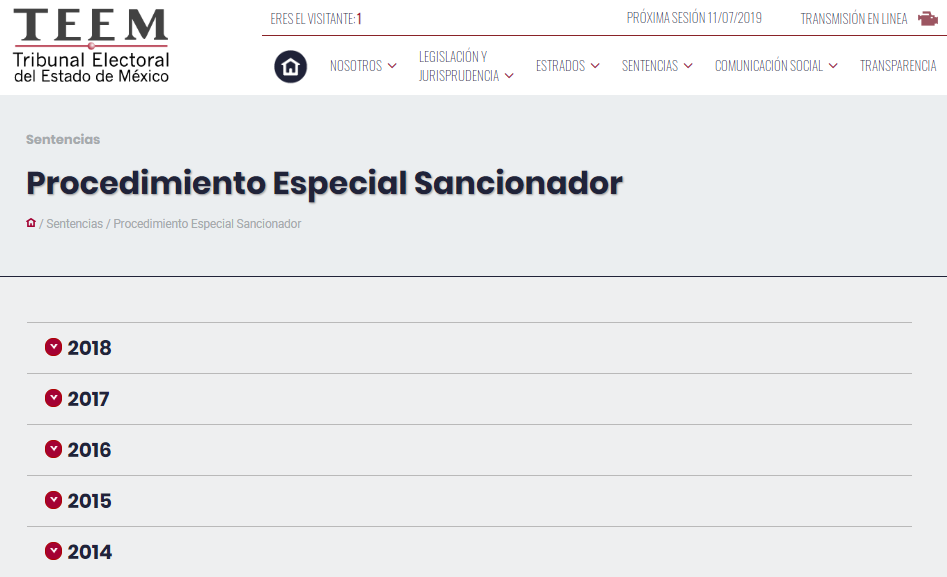 TEEM
Tribunal Electoral
del Estado de México
ERES EL VISITANTE:1
PRÓXIMA SESIÓN 11/07/2019
TRANSMISIÓN EN LINEA
NOSOTROS
LEGISLACIÓN Y
JURISPRUDENCIA
ESTRADOS
SENTENCIAS
COMUNICACIÓN SOCIAL
TRANSPARENCIA
Sentencias
Procedimiento Especial Sancionador
/ Sentencias / Procedimiento Especial Sancionador
2018
2017
2016
2015
2014